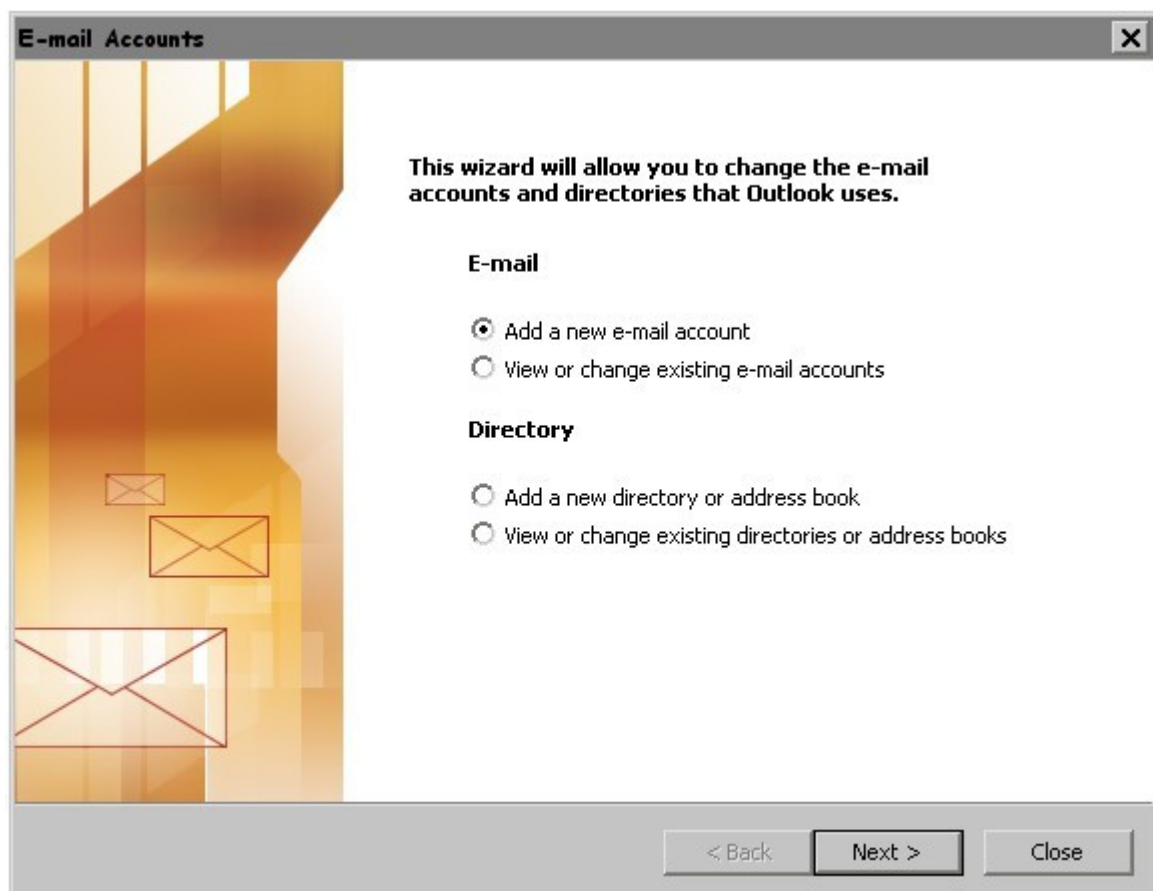 E-mail Accounts
This wizard will allow you to change the e-mail
accounts and directories that Outlook uses.
E-mail
Add a new e-mail account
View or change existing e-mail accounts
Directory
Add a new directory or address book
View or change existing directories or address books
< Back
Next >
Close